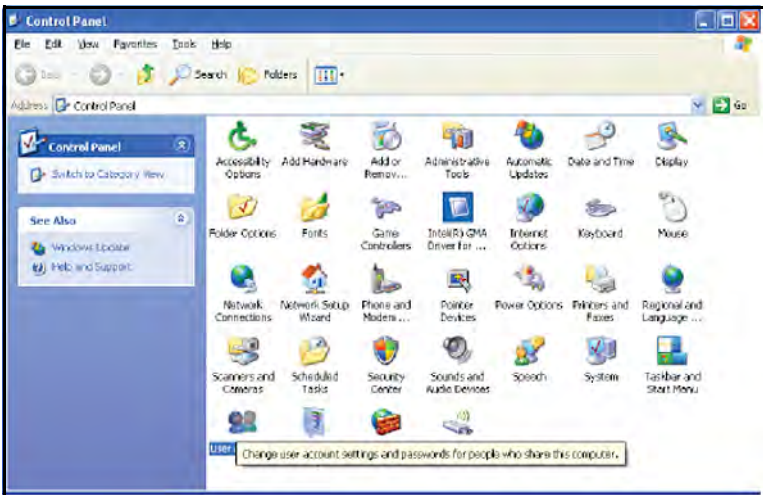 Control Panel
File Edit View Favorites Tools Help
Back Search Folders
Address Control Panel Go
Control Panel
Switch to Category View
See Also
Windows Update
Help and Support
Accessibility Options
Add Hardware
Add or Remov...
Administrative Tools
Automatic Updates
Date and Time
Display
Folder Options
Fonts
Game Controllers
Intel(R) GMA Driver for ...
Internet Options
Keyboard
Mouse
Network Connections
Network Setup Wizard
Phone and Modem ...
Pointer Devices
Power Options
Printers and Faxes
Regional and Language ...
Scanners and Cameras
Scheduled Tasks
Security Center
Sounds and Audio Devices
Speech
System
Taskbar and Start Menu
User
Change user account settings and passwords for people who share this computer.